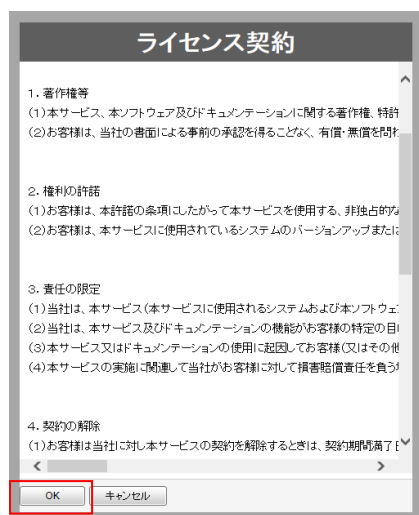 ライセンス契約
1. 著作権等
(1)本サービス、本ソフトウェア及びドキュメンテーションに関する著作権、特許
(2)お客様は、当社の書面による事前の承認を得ることなく、有償・無償を問わ
2. 権利の許諾
(1)お客様は、本許諾の条項にしたがって本サービスを使用する、非独占的な
(2)お客様は、本サービスに使用されているシステムのバージョンアップまたに
3. 責任の限定
(1)当社は、本サービス(本サービスに使用されるシステムおよび本ソフトウェ
(2)当社は、本サービス及びドキュメンテーションの機能がお客様の特定の目
(3)本サービス又はドキュメンテーションの使用に起因してお客様(又はその他
(4)本サービスの実施に関連して当社がお客様に対して損害賠償責任を負う
4. 契約の解除
(1)お客様は当社に対し本サービスの契約を解除するときは、契約期間満了
OK キャンセル